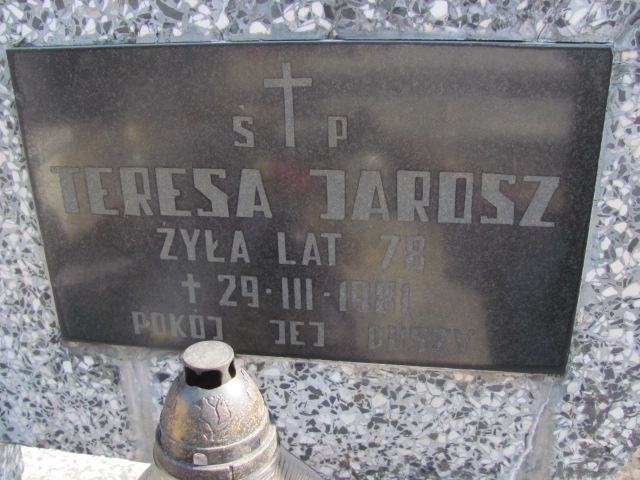 Ś P
TERESA JAROSZ
ŻYŁA LAT 78
† 29·III·1981
POKÓJ JEJ DUSZY